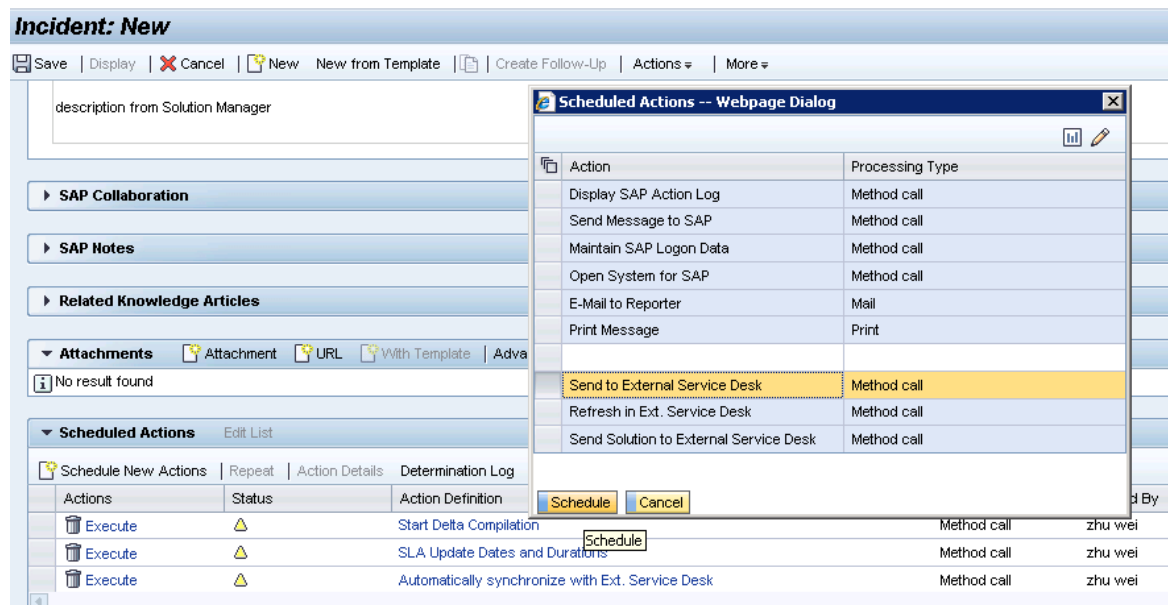 Incident: New
Save | Display | Cancel | New New from Template | Create Follow-Up | Actions | More
description from Solution Manager
SAP Collaboration
SAP Notes
Related Knowledge Articles
Attachments Attachment URL With Template | Adva
No result found
Scheduled Actions Edit List
Schedule New Actions | Repeat | Action Details Determination Log
Actions Status Action Definition d By
Execute Start Delta Compilation Method call zhu wei
Execute SLA Update Dates and Durations Method call zhu wei
Execute Automatically synchronize with Ext. Service Desk Method call zhu wei
Scheduled Actions -- Webpage Dialog
Action Processing Type
Display SAP Action Log Method call
Send Message to SAP Method call
Maintain SAP Logon Data Method call
Open System for SAP Method call
E-Mail to Reporter Mail
Print Message Print
Send to External Service Desk Method call
Refresh in Ext. Service Desk Method call
Send Solution to External Service Desk Method call
Schedule Cancel
Schedule